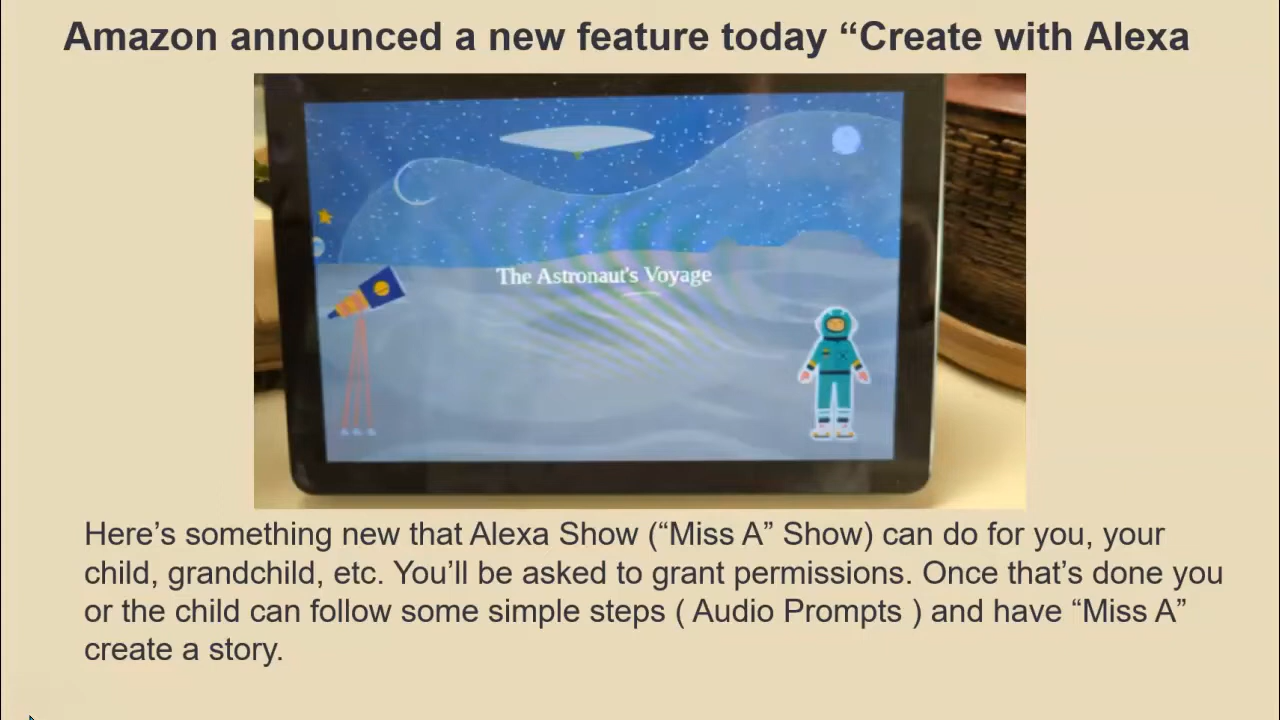 Amazon announced a new feature today “Create with Alexa
The Astronaut's Voyage
Here’s something new that Alexa Show (“Miss A” Show) can do for you, your
child, grandchild, etc. You’ll be asked to grant permissions. Once that’s done you
or the child can follow some simple steps ( Audio Prompts ) and have “Miss A”
create a story.